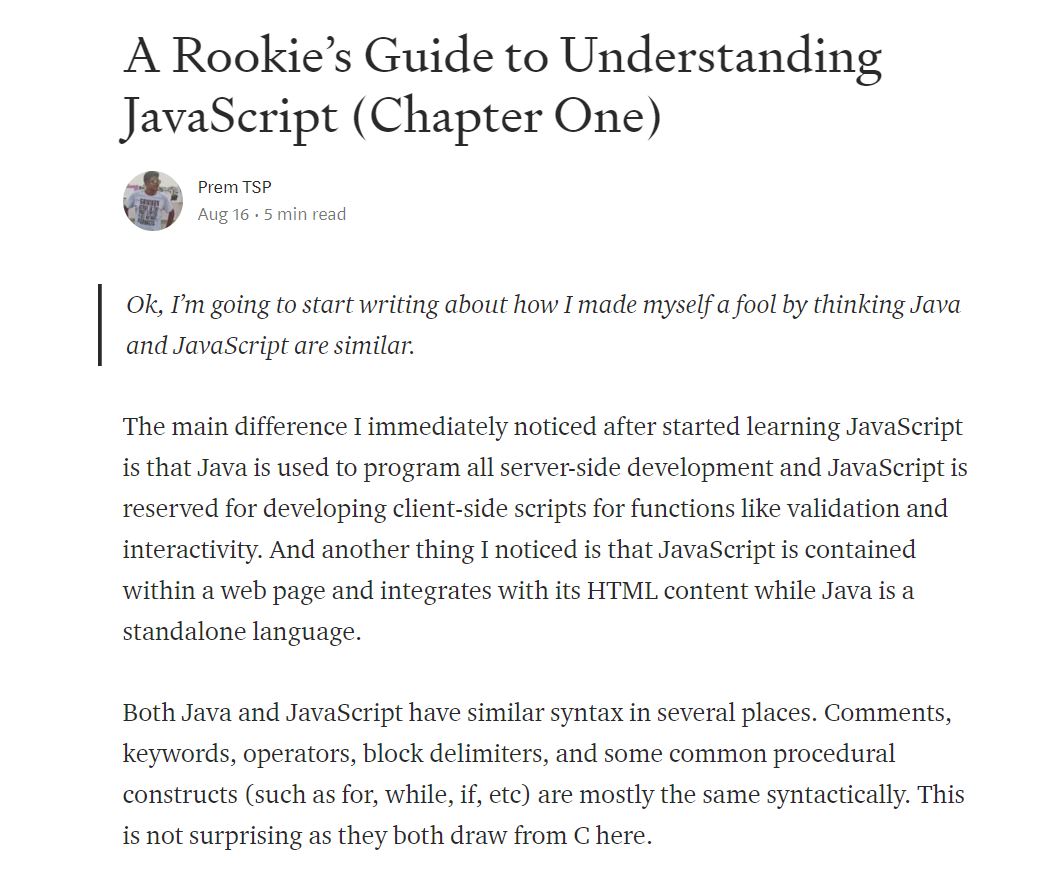 A Rookie’s Guide to Understanding
JavaScript (Chapter One)
Prem TSP
Aug 16 · 5 min read
Ok, I’m going to start writing about how I made myself a fool by thinking Java
and JavaScript are similar.
The main difference I immediately noticed after started learning JavaScript
is that Java is used to program all server-side development and JavaScript is
reserved for developing client-side scripts for functions like validation and
interactivity. And another thing I noticed is that JavaScript is contained
within a web page and integrates with its HTML content while Java is a
standalone language.
Both Java and JavaScript have similar syntax in several places. Comments,
keywords, operators, block delimiters, and some common procedural
constructs (such as for, while, if, etc) are mostly the same syntactically. This
is not surprising as they both draw from C here.